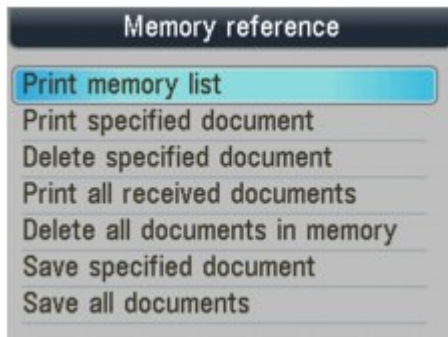 Memory reference
Print memory list
Print specified document
Delete specified document
Print all received documents
Delete all documents in memory
Save specified document
Save all documents